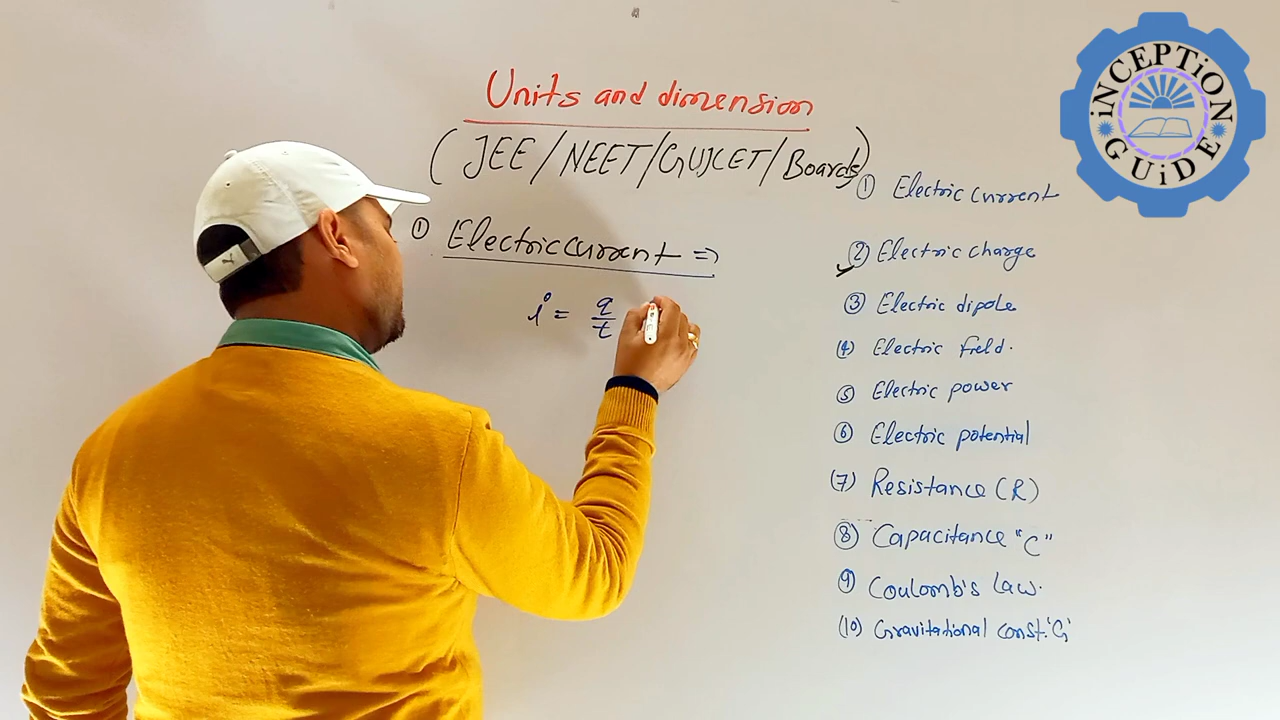 Units and dimension
(JEE/NEET/GUJCET/Boards)
① Electric current ⇒
i = q/t
① Electric current
② Electric charge
③ Electric dipole
(4) Electric field.
⑤ Electric power
⑥ Electric potential
(7) Resistance (R)
⑧ Capacitance "C"
⑨ Coulomb's law.
(10) Gravitational const. 'G'
iNCEPTiON
GUiDE